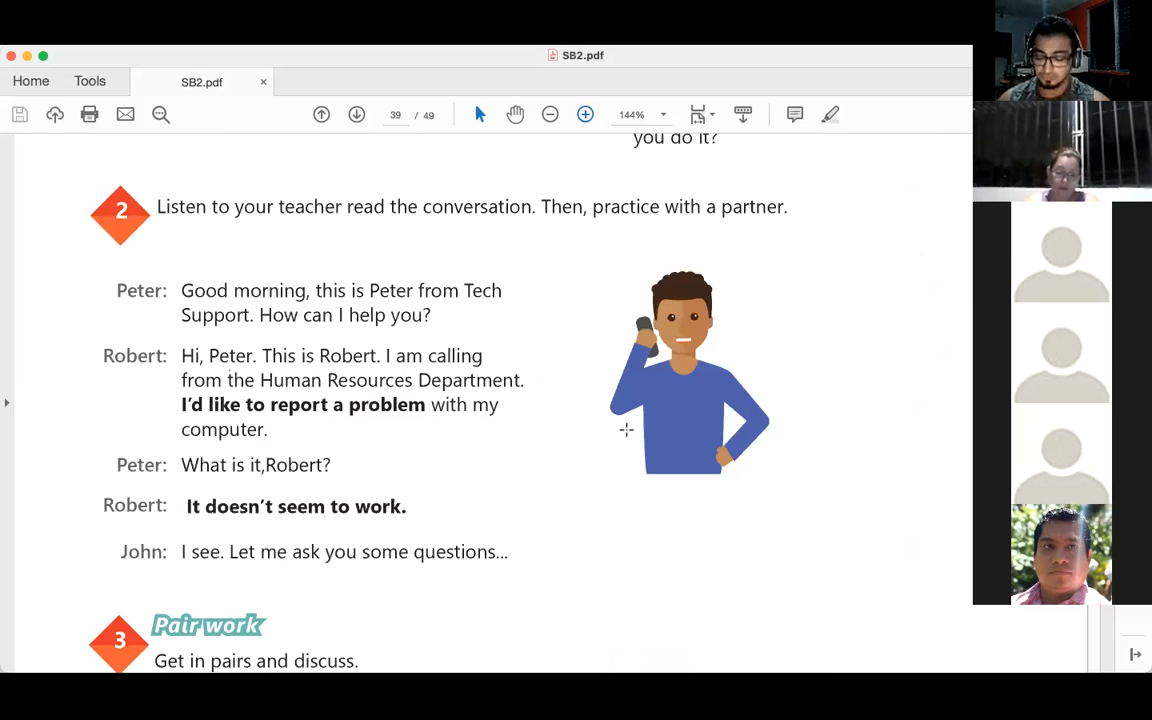 SB2.pdf
Home Tools SB2.pdf ×
39 / 49 144%
you do it?
2 Listen to your teacher read the conversation. Then, practice with a partner.
Peter: Good morning, this is Peter from Tech
Support. How can I help you?
Robert: Hi, Peter. This is Robert. I am calling
from the Human Resources Department.
I'd like to report a problem with my
computer.
Peter: What is it,Robert?
Robert: It doesn't seem to work.
John: I see. Let me ask you some questions...
3 Pair work
Get in pairs and discuss.